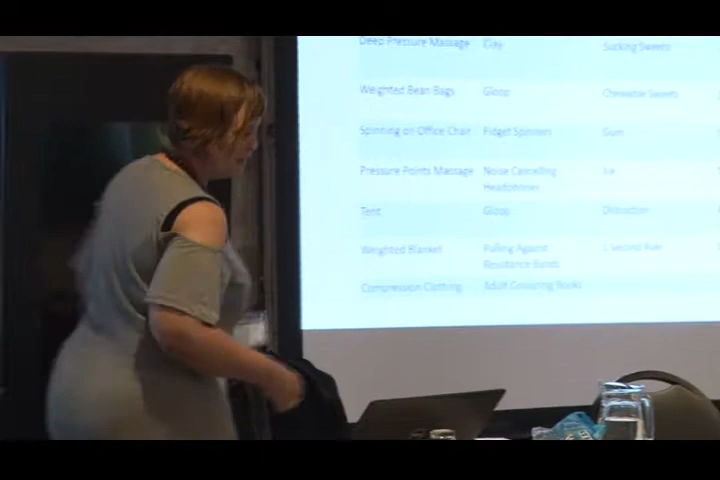 Deep Pressure Massage Clay Sucking Sweets
Weighted Bean Bags Gloop Chewable Sweets
Spinning on Office Chair Fidget Spinners Gum
Pressure Points Massage Noise Cancelling
Headphones
Tent Gloop Distraction
Weighted Blanket Pulling Against
Resistance Bands
Compression Clothing Adult Colouring Books